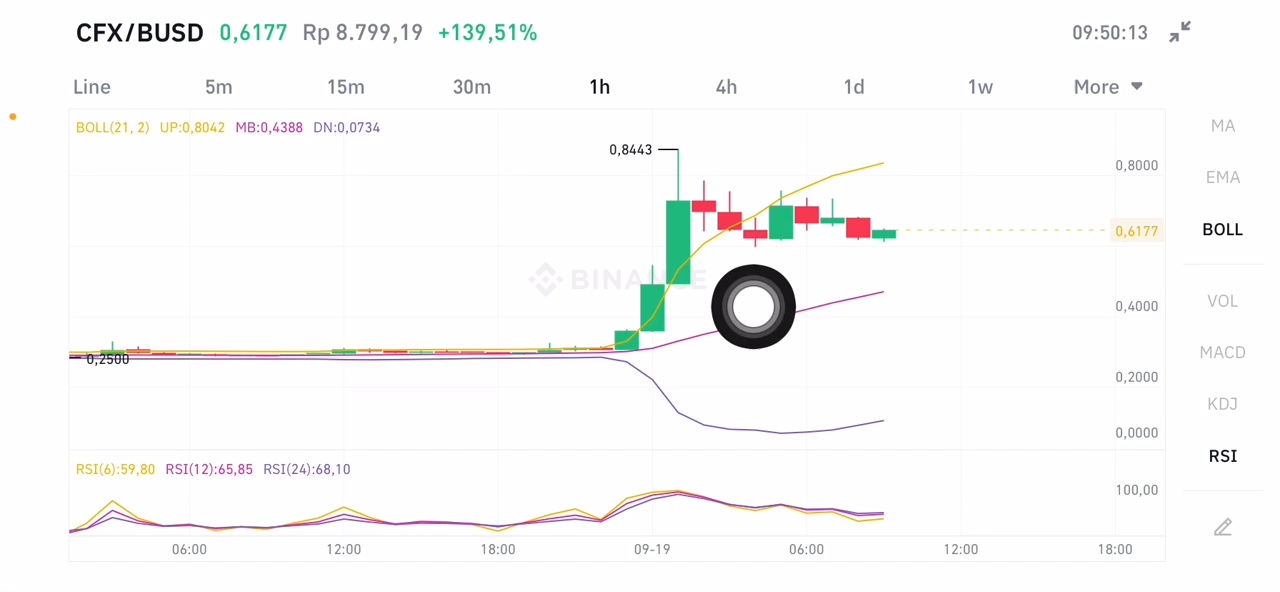 CFX/BUSD 0,6177 Rp 8.799,19 +139,51% 09:50:13
Line 5m 15m 30m 1h 4h 1d 1w More
BOLL(21, 2) UP:0,8042 MB:0,4388 DN:0,0734
MA
0,8443
0,8000
EMA
0,6177
BOLL
BINANCE
VOL
0,4000
0,2500
MACD
0,2000
KDJ
0,0000
RSI(6):59,80 RSI(12):65,85 RSI(24):68,10
RSI
100,00
06:00 12:00 18:00 09-19 06:00 12:00 18:00